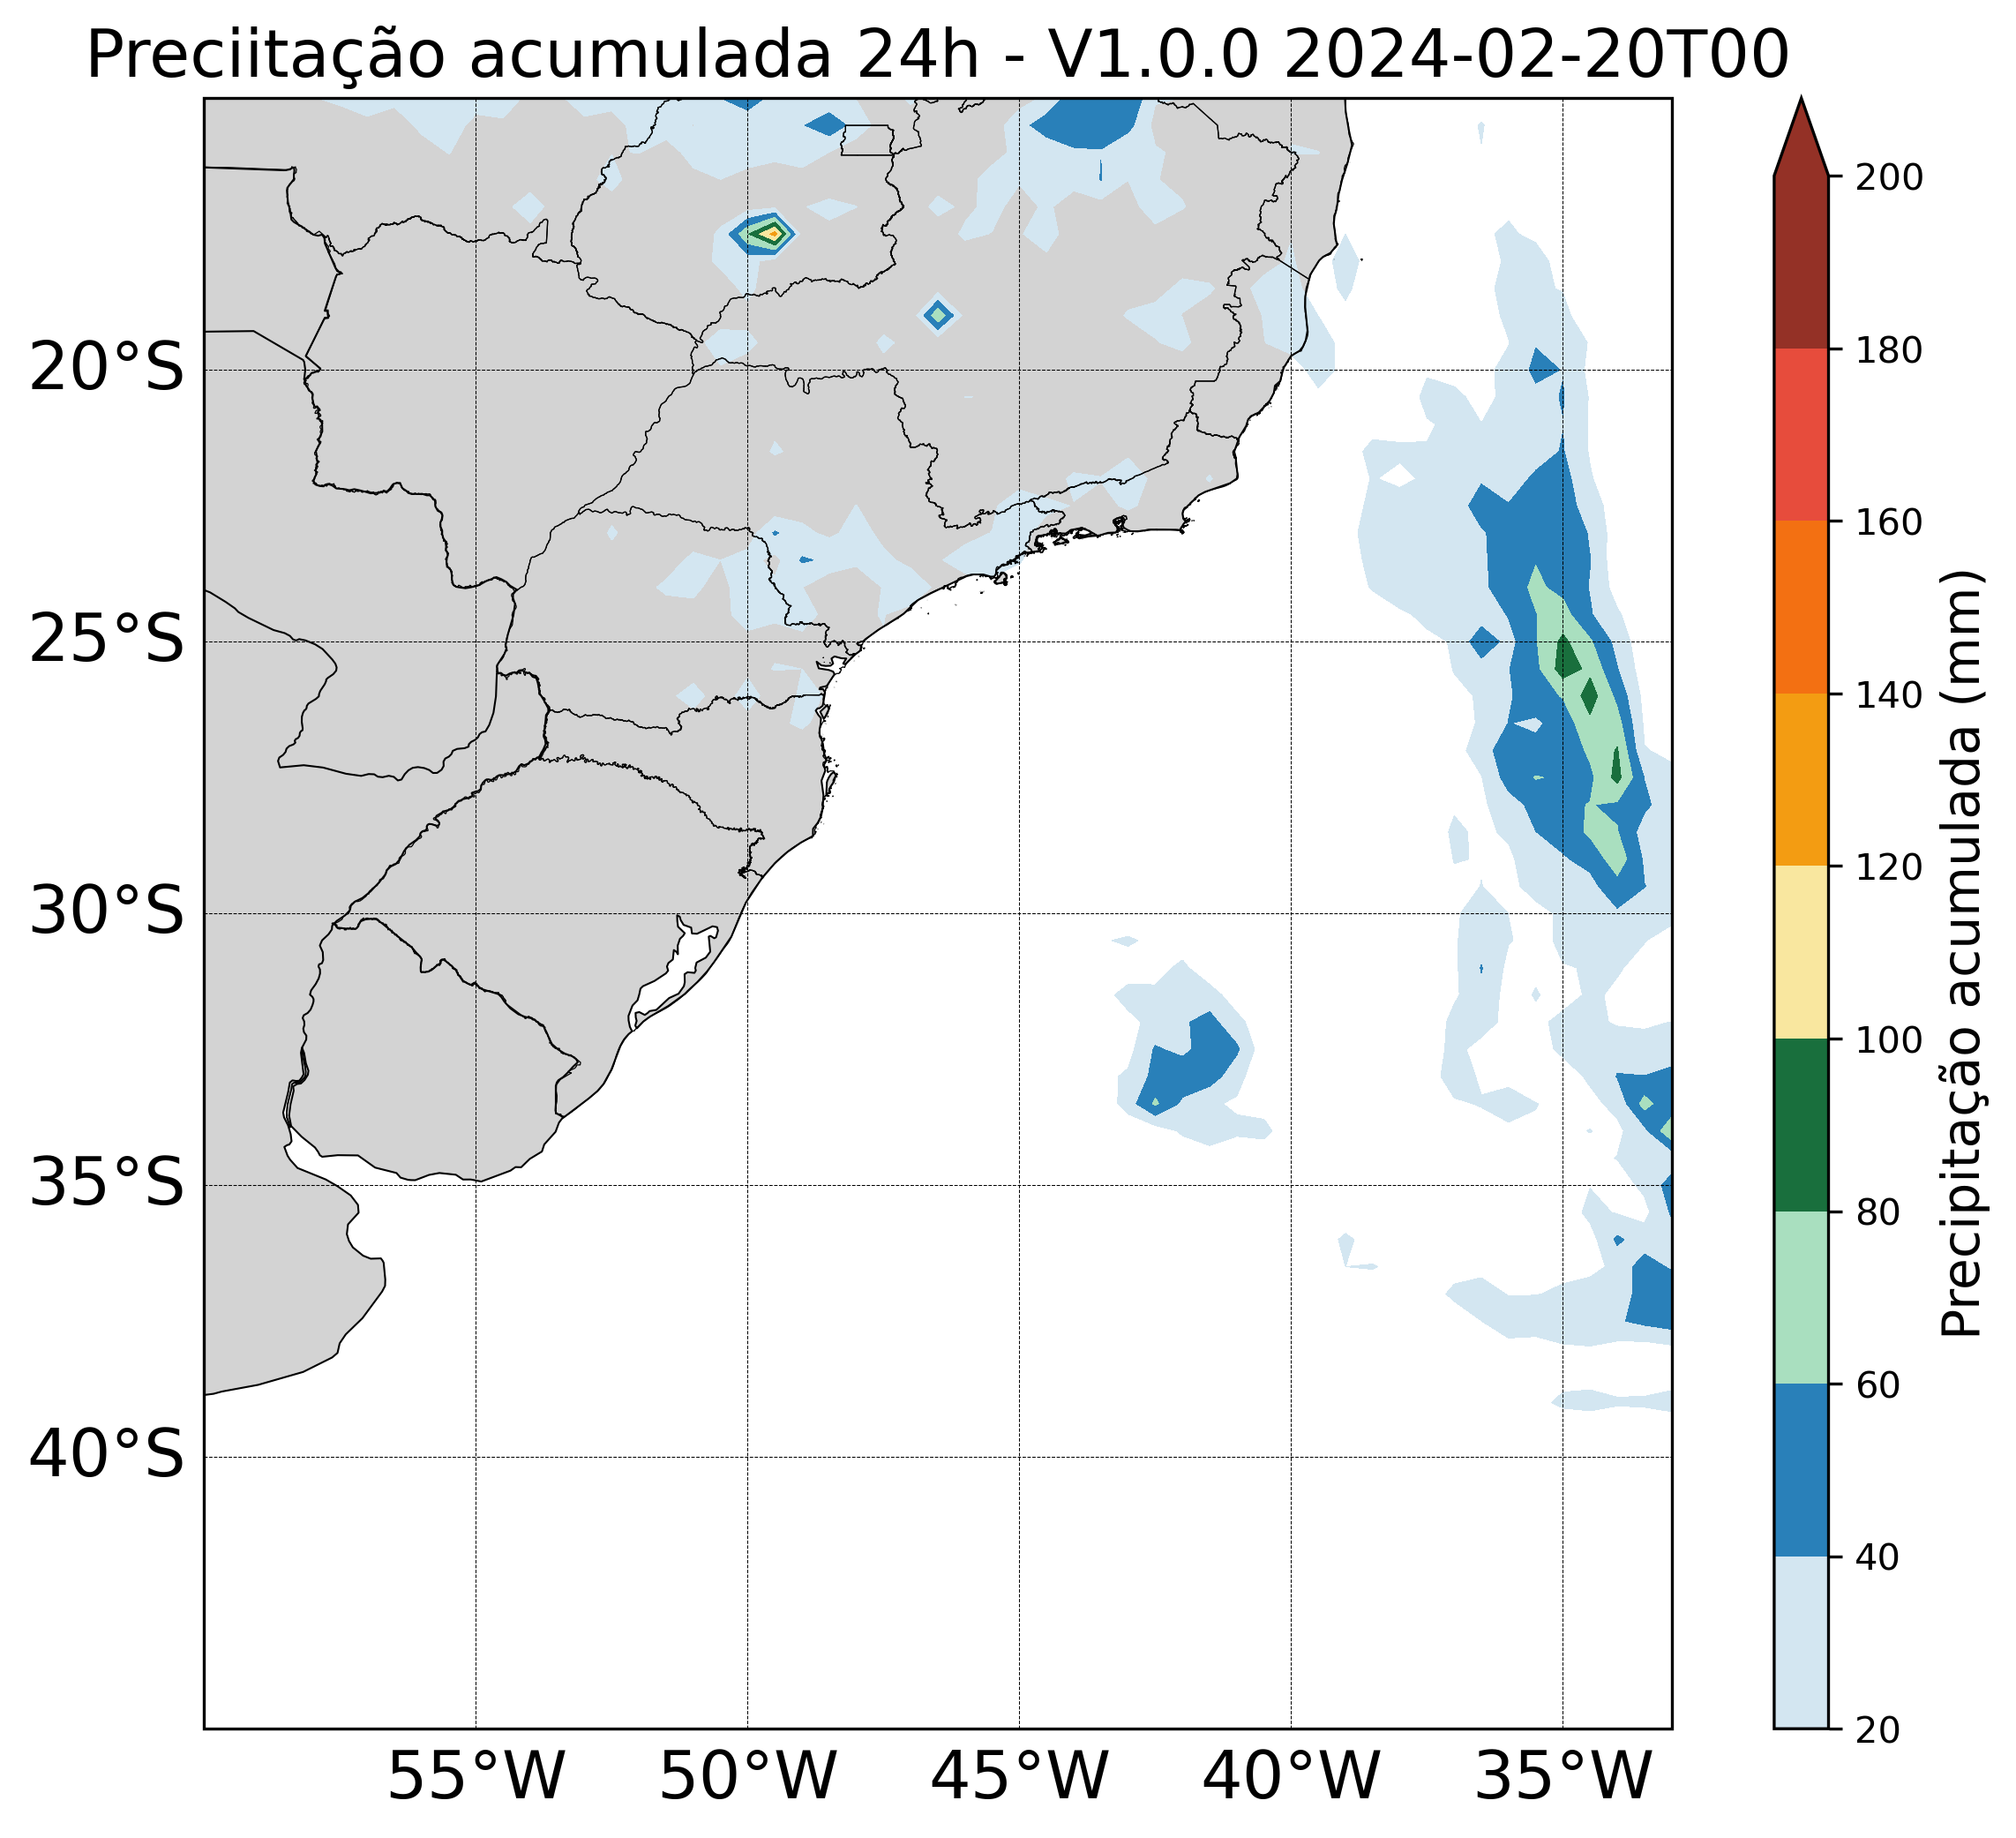 Preciitação acumulada 24h - V1.0.0 2024-02-20T00
20°S
25°S
30°S
35°S
40°S
55°W 50°W 45°W 40°W 35°W
200
180
160
140
120
100
80
60
40
20
Precipitação acumulada (mm)